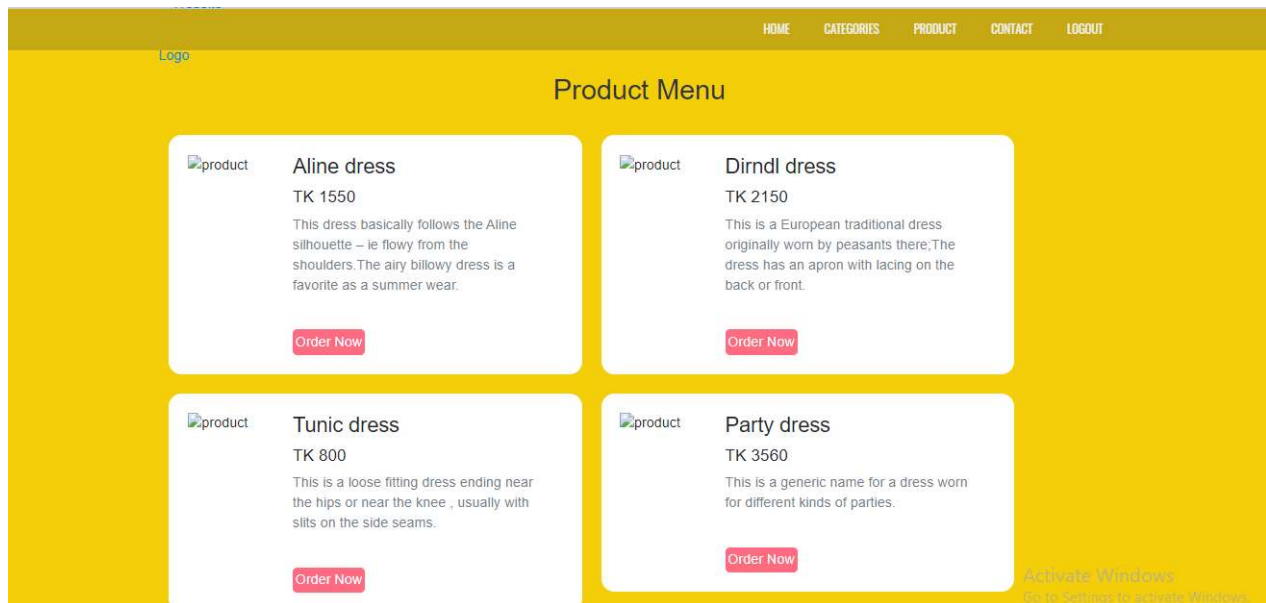 HOME CATEGORIES PRODUCT CONTACT LOGOUT
Logo
Product Menu
product
Aline dress
TK 1550
This dress basically follows the Aline
silhouette – ie flowy from the
shoulders.The airy billowy dress is a
favorite as a summer wear.
Order Now
product
Dirndl dress
TK 2150
This is a European traditional dress
originally worn by peasants there;The
dress has an apron with lacing on the
back or front.
Order Now
product
Tunic dress
TK 800
This is a loose fitting dress ending near
the hips or near the knee , usually with
slits on the side seams.
Order Now
product
Party dress
TK 3560
This is a generic name for a dress worn
for different kinds of parties.
Order Now
Activate Windows
Go to Settings to activate Windows.